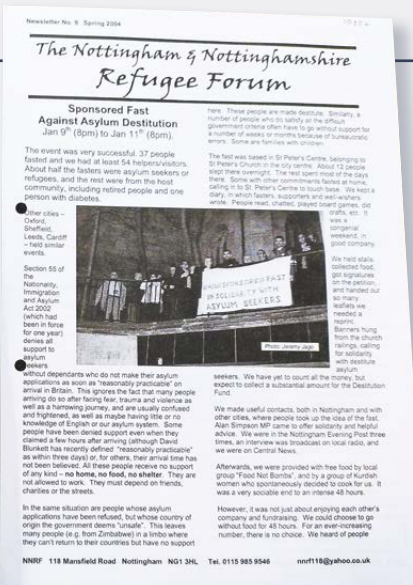 Newsletter No. 6 Spring 2004
The Nottingham & Nottinghamshire
Refugee Forum
Sponsored Fast
Against Asylum Destitution
Jan 9th (8pm) to Jan 11th (8pm).
The event was very successful. 37 people
fasted and we had at least 54 helpers/visitors.
About half the fasters were asylum seekers or
refugees, and the rest were from the host
community, including retired people and one
person with diabetes.
Other cities –
Oxford,
Sheffield,
Leeds, Cardiff
– held similar
events.
Section 55 of
the
Nationality,
Immigration
and Asylum
Act 2002
(which had
been in force
for one year)
denies all
support to
asylum
seekers
without dependants who do not make their asylum
applications as soon as "reasonably practicable" on
arrival in Britain. This ignores the fact that many people
arriving do so after facing fear, trauma and violence as
well as a harrowing journey, and are usually confused
and frightened, as well as maybe having little or no
knowledge of English or our asylum system. Some
people have been denied support even when they
claimed a few hours after arriving (although David
Blunkett has recently defined "reasonably practicable"
as within three days) or, for others, their arrival time has
not been believed. All these people receive no support
of any kind – no home, no food, no shelter. They are
not allowed to work. They must depend on friends,
charities or the streets.
In the same situation are people whose asylum
applications have been refused, but whose country of
origin the government deems "unsafe". This leaves
many people (e.g. from Zimbabwe) in a limbo where
they can't return to their countries but have no support
here. These people are made destitute. Similarly, a
number of people who do satisfy all the difficult
government criteria often have to go without support for
a number of weeks or months because of bureaucratic
errors. Some are families with children.
The fast was based in St Peter's Centre, belonging to
St Peter's Church in the city centre. About 12 people
slept there overnight. The rest spent most of the days
there. Some with other commitments fasted at home,
calling in to St. Peter's Centre to touch base. We kept a
diary, in which fasters, supporters and well-wishers
wrote. People read, chatted, played board games, did
crafts, etc. It
was a
congenial
weekend, in
good company.
We held stalls,
collected food,
got signatures
on the petition,
and handed out
so many
leaflets we
needed a
reprint.
Banners hung
from the church
railings, calling
for solidarity
with destitute
asylum
SPONSORED FAST
IN SOLIDARITY WITH
ASYLUM SEEKERS
Photo: Jeremy Jago
seekers. We have yet to count all the money, but
expect to collect a substantial amount for the Destitution
Fund.
We made useful contacts, both in Nottingham and with
other cities, where people took up the idea of the fast.
Alan Simpson MP came to offer solidarity and helpful
advice. We were in the Nottingham Evening Post three
times, an interview was broadcast on local radio, and
we were on Central News.
Afterwards, we were provided with free food by local
group "Food Not Bombs", and by a group of Kurdish
women who spontaneously decided to cook for us. It
was a very sociable end to an intense 48 hours.
However, it was not just about enjoying each other's
company and fundraising. We could choose to go
without food for 48 hours. For an ever-increasing
number, there is no choice. We heard of people
NNRF 118 Mansfield Road Nottingham NG1 3HL Tel. 0115 985 9546 nnrf118@yahoo.co.uk